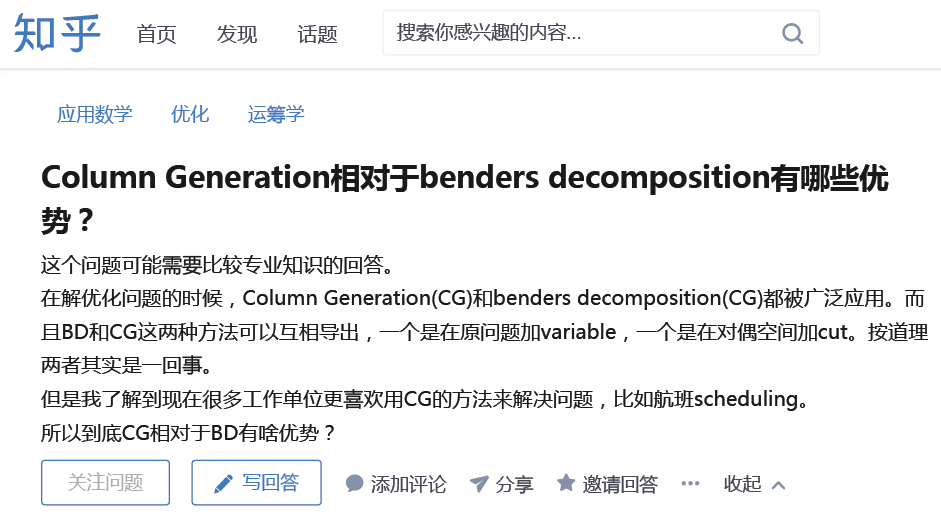 知乎 首页 发现 话题 搜索你感兴趣的内容...
应用数学 优化 运筹学
Column Generation相对于benders decomposition有哪些优
势？
这个问题可能需要比较专业知识的回答。
在解优化问题的时候，Column Generation(CG)和benders decomposition(CG)都被广泛应用。而
且BD和CG这两种方法可以互相导出，一个是在原问题加variable，一个是在对偶空间加cut。按道理
两者其实是一回事。
但是我了解到现在很多工作单位更喜欢用CG的方法来解决问题，比如航班scheduling。
所以到底CG相对于BD有啥优势？
关注问题 写回答 添加评论 分享 邀请回答 ... 收起